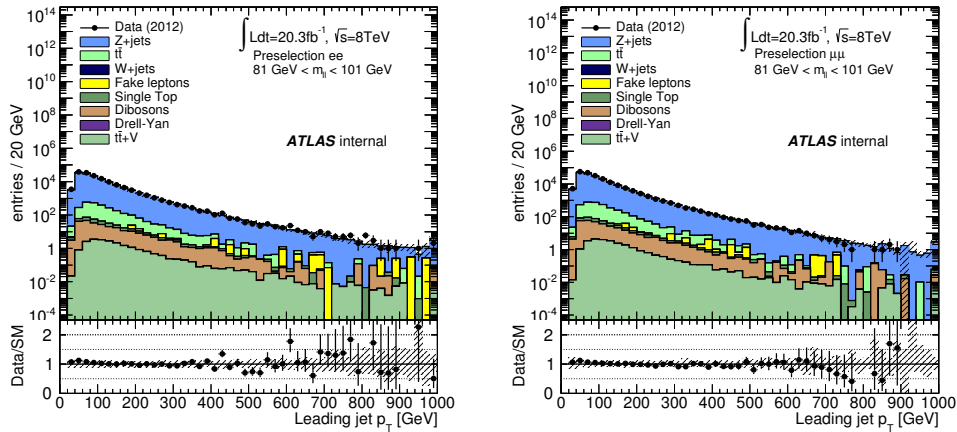 Data (2012)
Z+jets
tt̄
W+jets
Fake leptons
Single Top
Dibosons
Drell-Yan
tt̄+V
∫ Ldt=20.3fb⁻¹, √s=8TeV
Preselection ee
81 GeV < m_ll < 101 GeV
ATLAS internal
entries / 20 GeV
10¹⁴
10¹²
10¹⁰
10⁸
10⁶
10⁴
10²
1
10⁻²
10⁻⁴
Data/SM
2
1
0
0 100 200 300 400 500 600 700 800 900 1000
Leading jet p_T [GeV]
Data (2012)
Z+jets
tt̄
W+jets
Fake leptons
Single Top
Dibosons
Drell-Yan
tt̄+V
∫ Ldt=20.3fb⁻¹, √s=8TeV
Preselection μμ
81 GeV < m_ll < 101 GeV
ATLAS internal
entries / 20 GeV
10¹⁴
10¹²
10¹⁰
10⁸
10⁶
10⁴
10²
1
10⁻²
10⁻⁴
Data/SM
2
1
0
0 100 200 300 400 500 600 700 800 900 1000
Leading jet p_T [GeV]